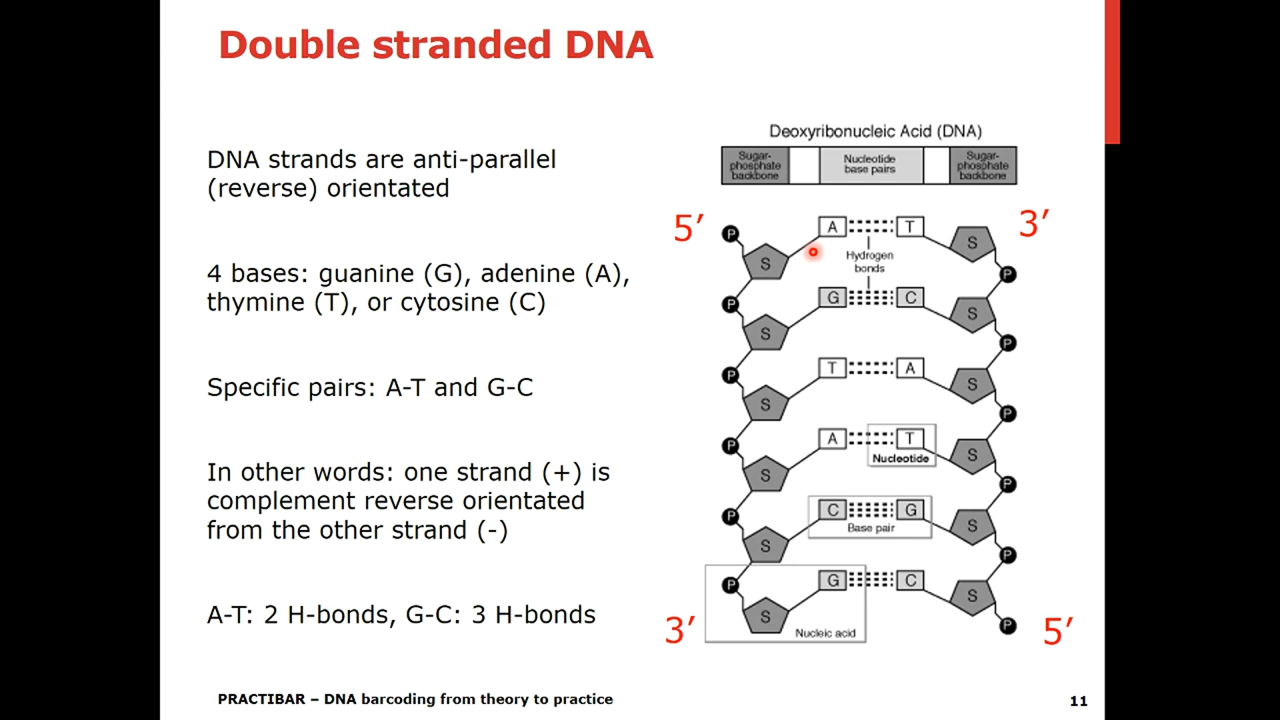 Double stranded DNA
DNA strands are anti-parallel
(reverse) orientated
4 bases: guanine (G), adenine (A),
thymine (T), or cytosine (C)
Specific pairs: A-T and G-C
In other words: one strand (+) is
complement reverse orientated
from the other strand (-)
A-T: 2 H-bonds, G-C: 3 H-bonds
Deoxyribonucleic Acid (DNA)
Sugar-
phosphate
backbone
Nucleotide
base pairs
Sugar-
phosphate
backbone
5’
3’
P
S
A
T
S
P
Hydrogen
bonds
P
S
G
C
S
P
P
S
T
A
S
P
P
S
A
T
S
P
Nucleotide
P
S
C
G
S
P
Base pair
P
S
G
C
S
P
Nucleic acid
3’
5’
PRACTIBAR – DNA barcoding from theory to practice
11